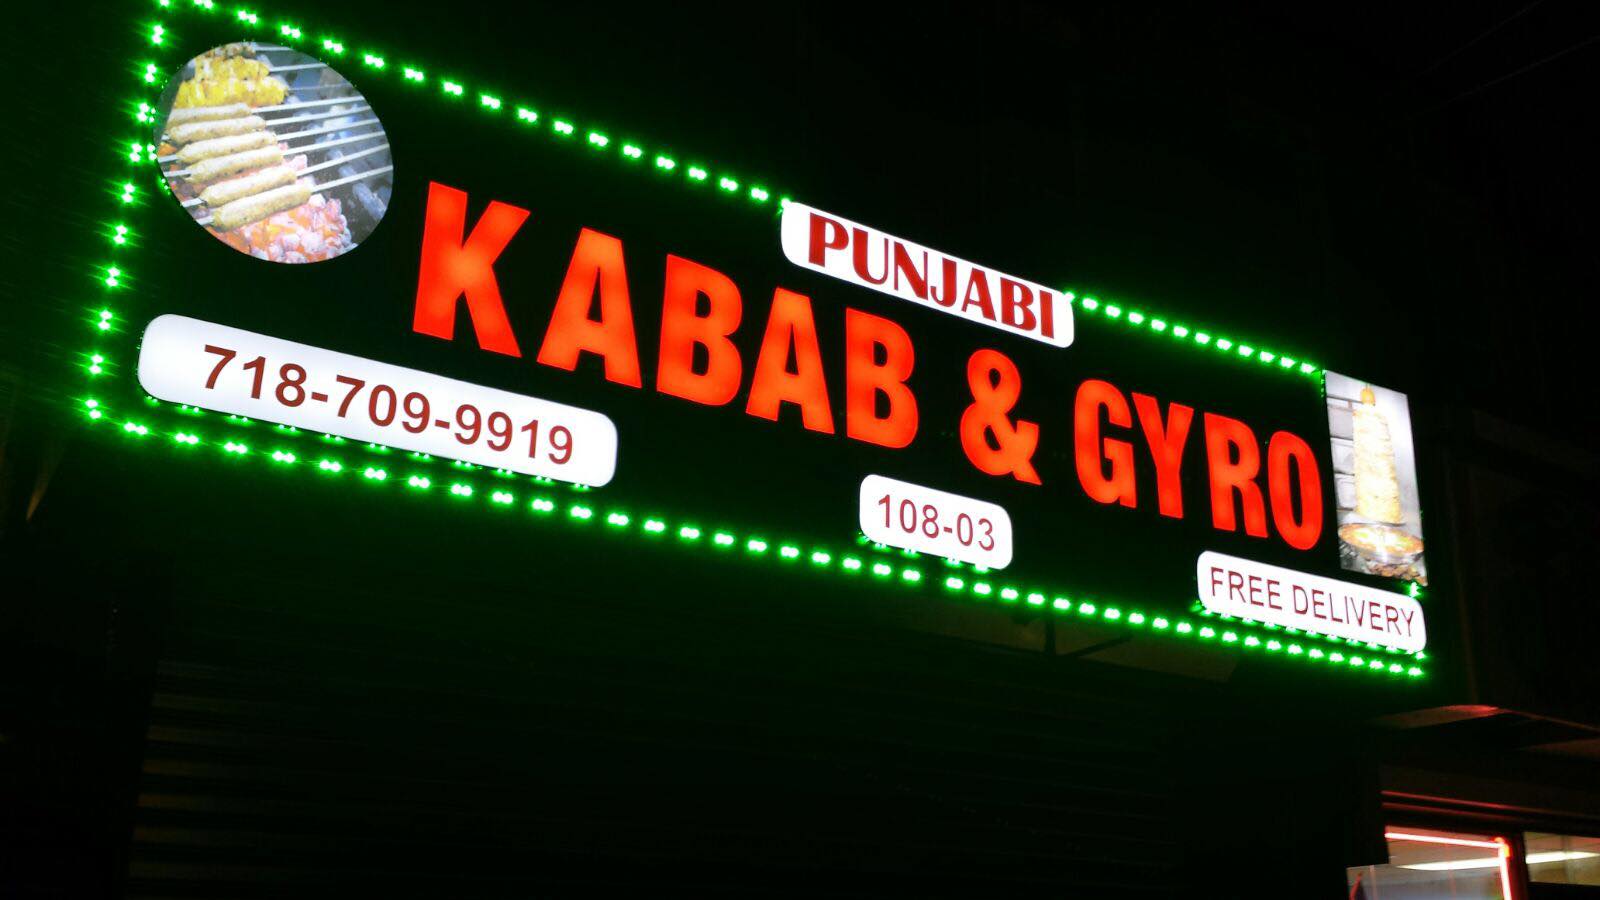 PUNJABI
KABAB & GYRO
718-709-9919
108-03
FREE DELIVERY